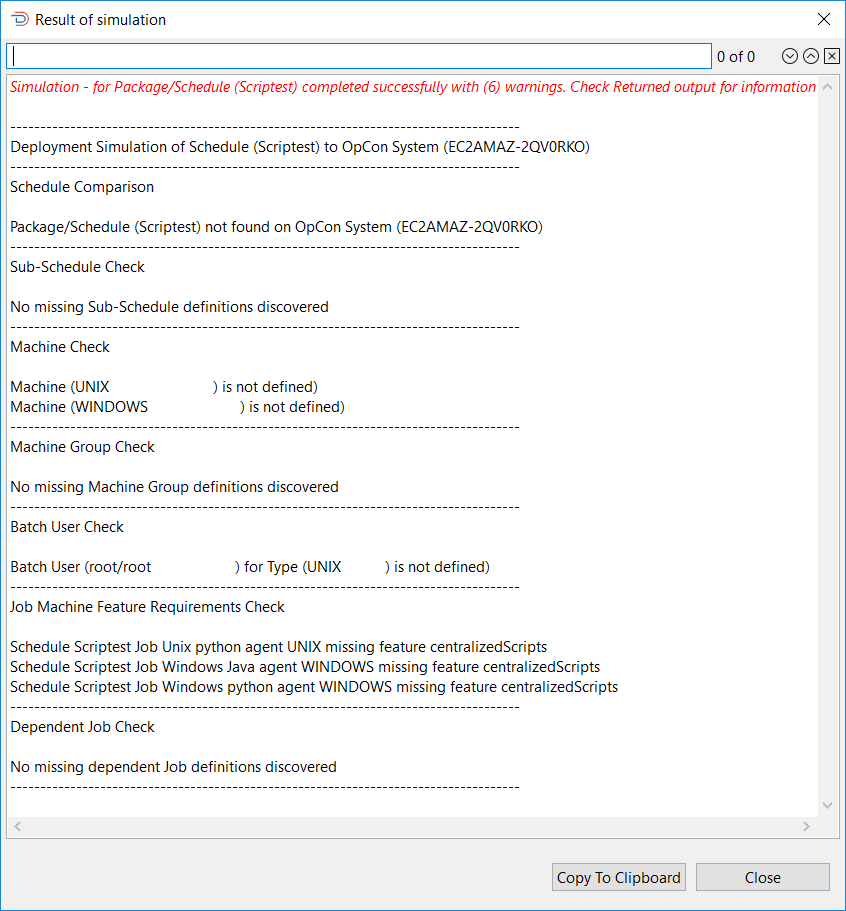 Result of simulation
0 of 0
Simulation - for Package/Schedule (Scriptest) completed successfully with (6) warnings. Check Returned output for information
--------------------------------------------------------------------------------------
Deployment Simulation of Schedule (Scriptest) to OpCon System (EC2AMAZ-2QV0RKO)
--------------------------------------------------------------------------------------
Schedule Comparison
Package/Schedule (Scriptest) not found on OpCon System (EC2AMAZ-2QV0RKO)
--------------------------------------------------------------------------------------
Sub-Schedule Check
No missing Sub-Schedule definitions discovered
--------------------------------------------------------------------------------------
Machine Check
Machine (UNIX                    ) is not defined)
Machine (WINDOWS                    ) is not defined)
--------------------------------------------------------------------------------------
Machine Group Check
No missing Machine Group definitions discovered
--------------------------------------------------------------------------------------
Batch User Check
Batch User (root/root                    ) for Type (UNIX          ) is not defined)
--------------------------------------------------------------------------------------
Job Machine Feature Requirements Check
Schedule Scriptest Job Unix python agent UNIX missing feature centralizedScripts
Schedule Scriptest Job Windows Java agent WINDOWS missing feature centralizedScripts
Schedule Scriptest Job Windows python agent WINDOWS missing feature centralizedScripts
--------------------------------------------------------------------------------------
Dependent Job Check
No missing dependent Job definitions discovered
--------------------------------------------------------------------------------------
Copy To Clipboard
Close